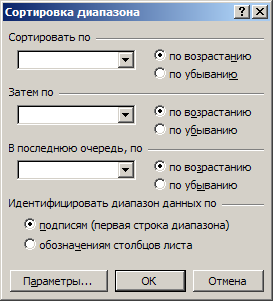 Сортировка диапазона
Сортировать по
по возрастанию
по убыванию
Затем по
по возрастанию
по убыванию
В последнюю очередь, по
по возрастанию
по убыванию
Идентифицировать диапазон данных по
подписям (первая строка диапазона)
обозначениям столбцов листа
Параметры... ОК Отмена